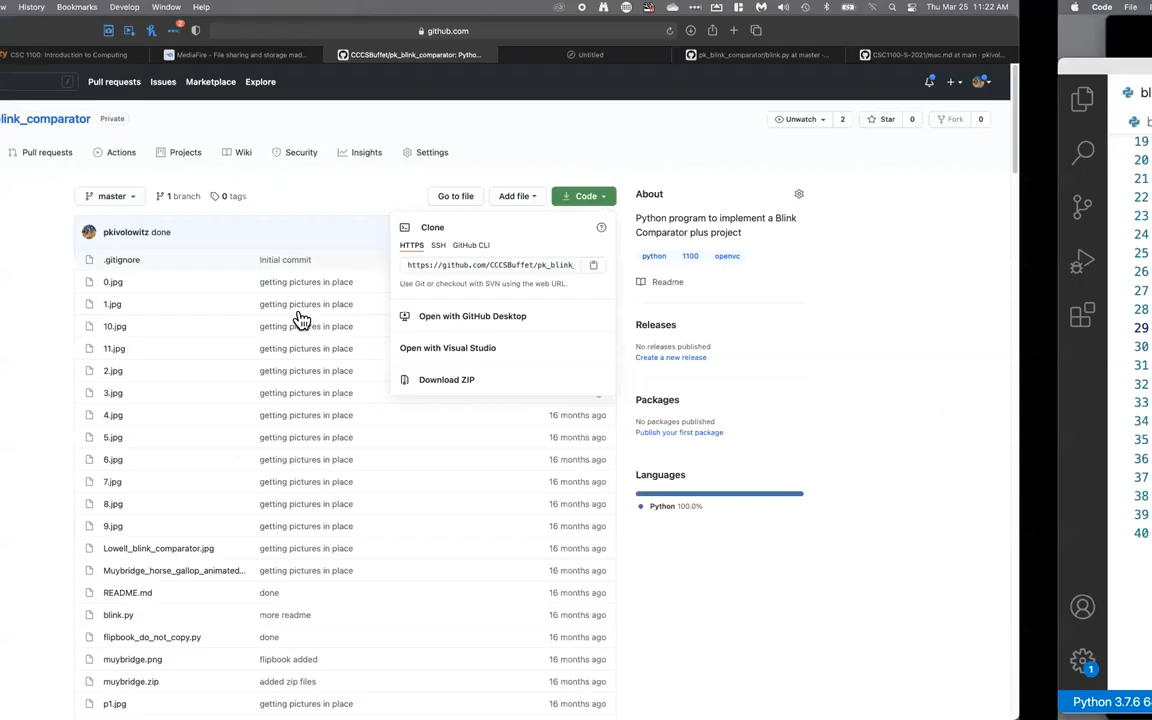 History Bookmarks Develop Window Help
2
Thu Mar 25 11:22 AM
Code File
github.com
CSC 1100: Introduction to Computing
MediaFire - File sharing and storage mad...
CCCSBuffet/pk_blink_comparator: Pytho...
Untitled
pk_blink_comparator/blink.py at master -...
CSC1100-S-2021/mac.md at main · pkivol...
/
Pull requests Issues Marketplace Explore
link_comparator Private
Unwatch 2
Star 0
Fork 0
Pull requests Actions Projects Wiki Security Insights Settings
master 1 branch 0 tags
Go to file Add file Code
pkivolowitz done
.gitignore Initial commit
0.jpg getting pictures in place
1.jpg getting pictures in place
10.jpg getting pictures in place
11.jpg getting pictures in place
2.jpg getting pictures in place
3.jpg getting pictures in place
4.jpg getting pictures in place 16 months ago
5.jpg getting pictures in place 16 months ago
6.jpg getting pictures in place 16 months ago
7.jpg getting pictures in place 16 months ago
8.jpg getting pictures in place 16 months ago
9.jpg getting pictures in place 16 months ago
Lowell_blink_comparator.jpg getting pictures in place 16 months ago
Muybridge_horse_gallop_animated... getting pictures in place 16 months ago
README.md done 16 months ago
blink.py more readme 16 months ago
flipbook_do_not_copy.py done 16 months ago
muybridge.png flipbook added 16 months ago
muybridge.zip added zip files 16 months ago
p1.jpg getting pictures in place 16 months ago
Clone
HTTPS SSH GitHub CLI
https://github.com/CCCSBuffet/pk_blink_
Use Git or checkout with SVN using the web URL.
Open with GitHub Desktop
Open with Visual Studio
Download ZIP
About
Python program to implement a Blink
Comparator plus project
python 1100 openvc
Readme
Releases
No releases published
Create a new release
Packages
No packages published
Publish your first package
Languages
Python 100.0%
bl
b
19
20
21
22
23
24
25
26
27
28
29
30
31
32
33
34
35
36
37
38
39
40
1
Python 3.7.6 6